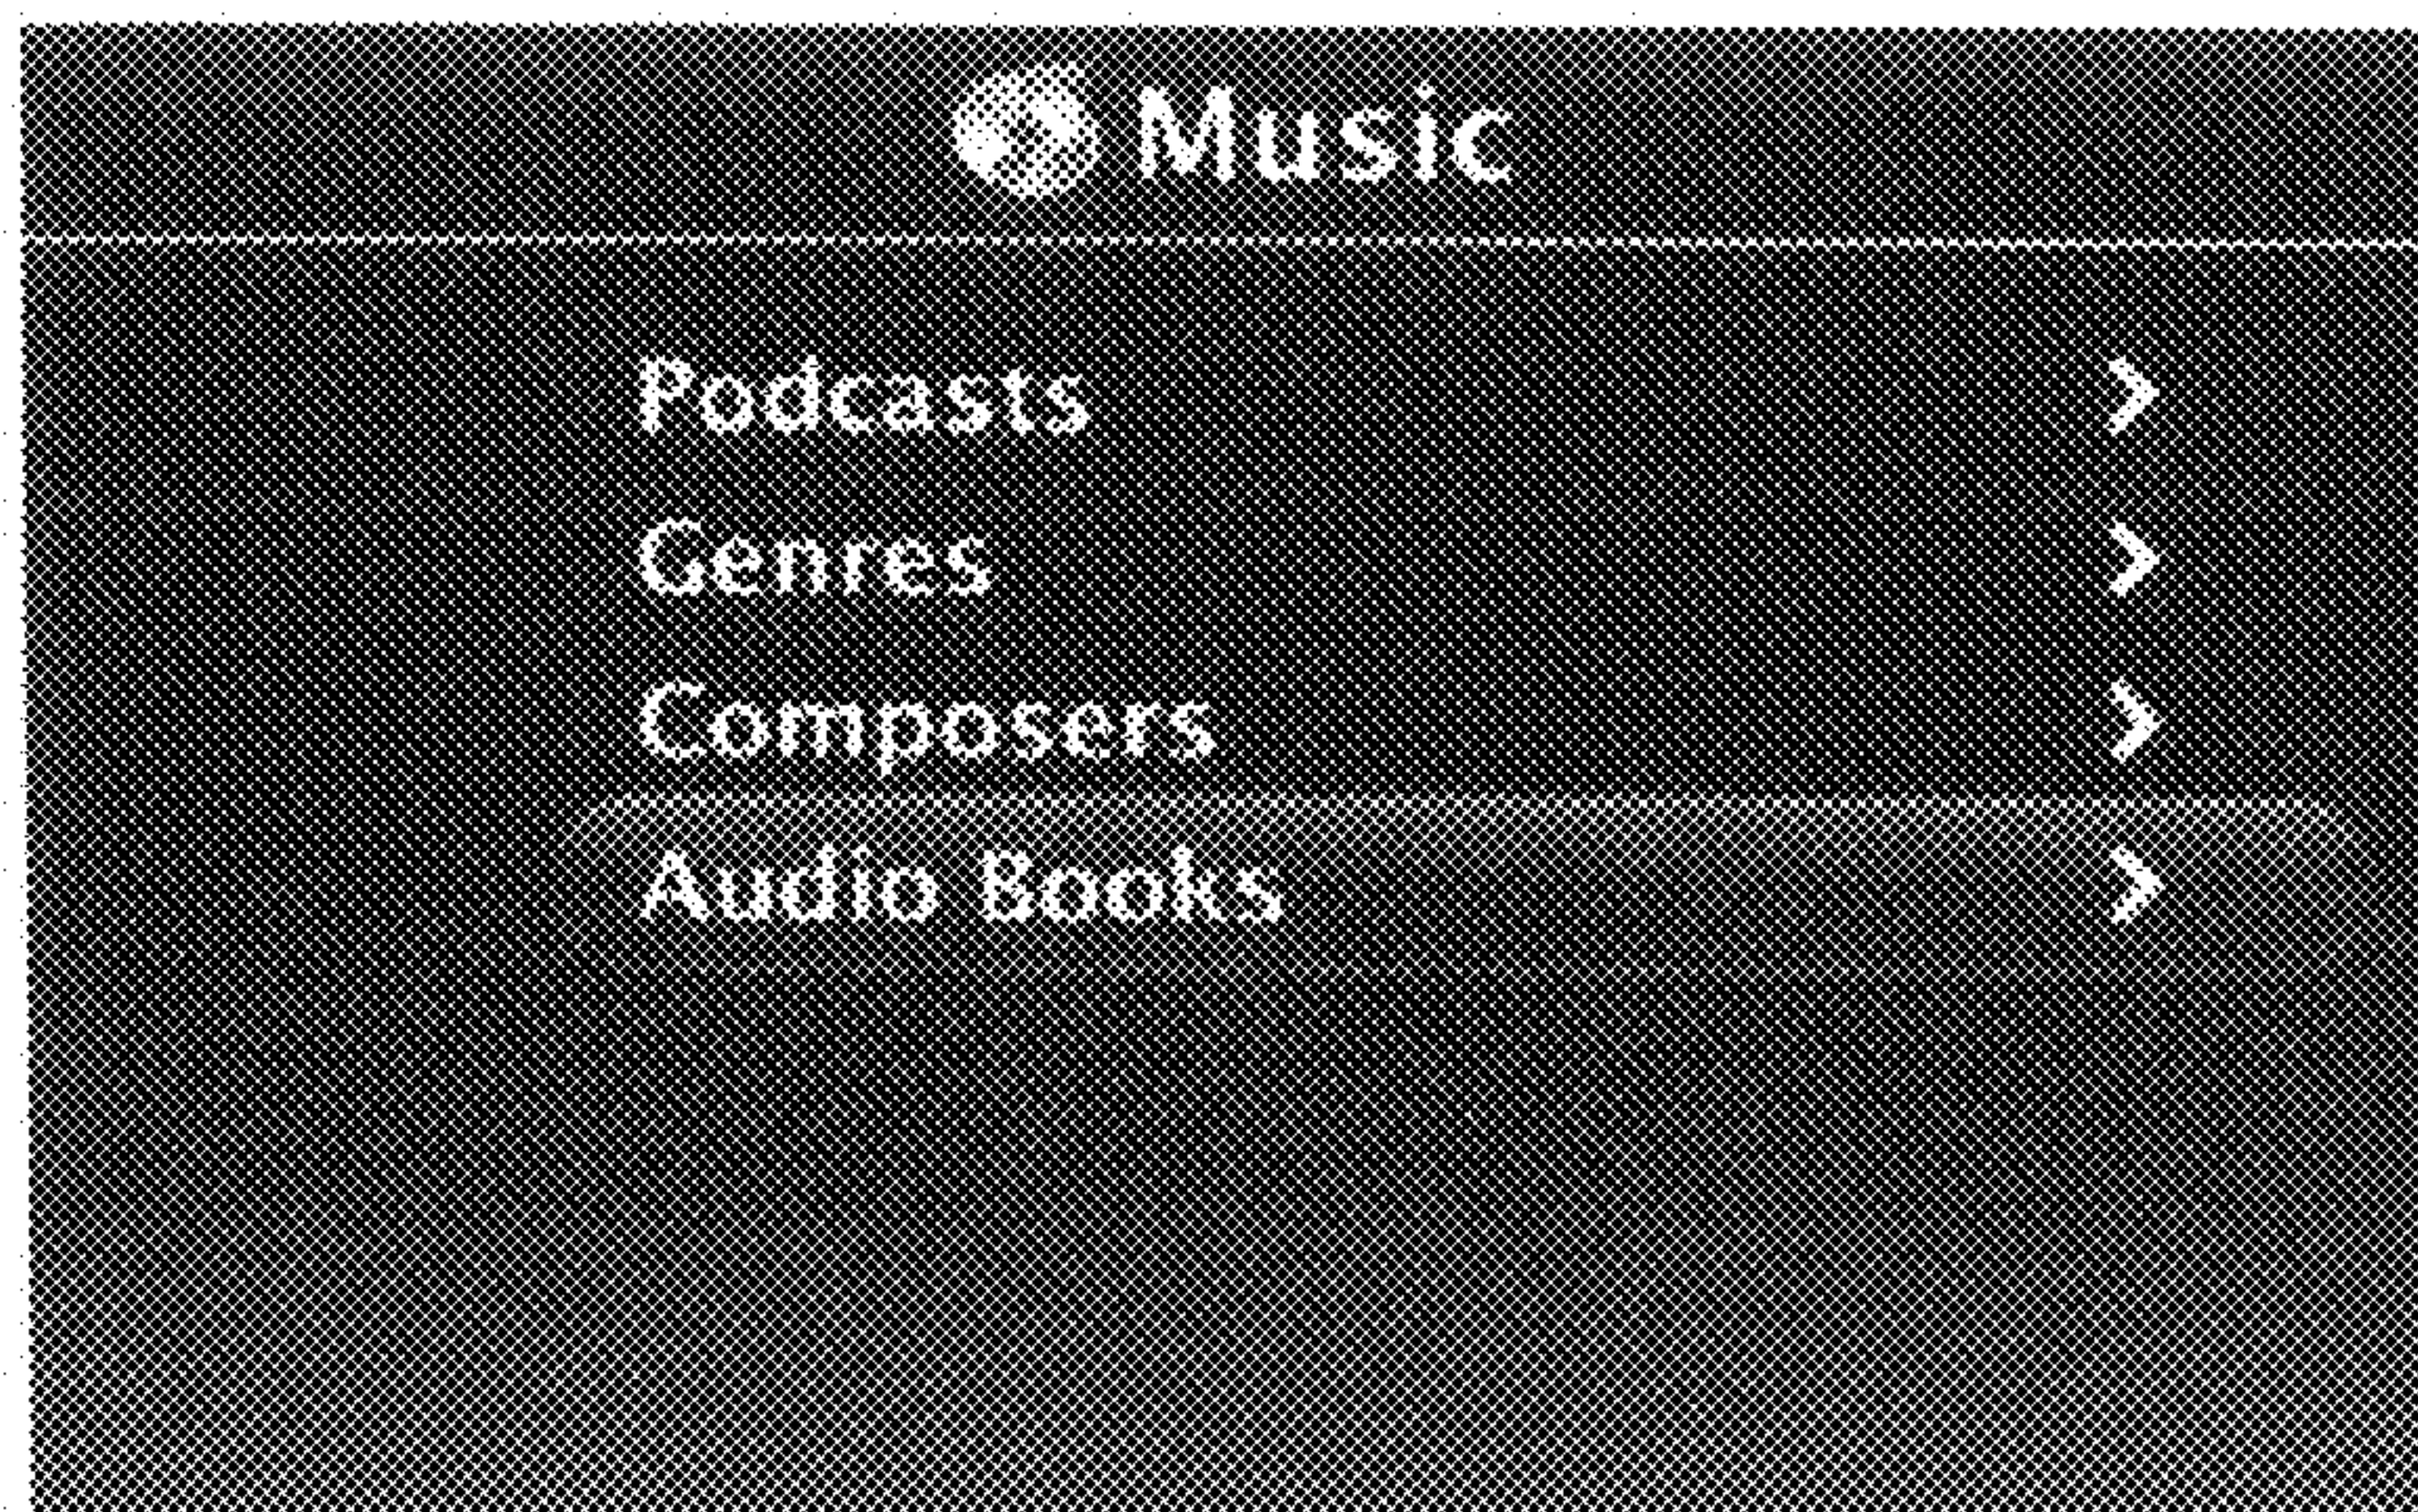 Music
Podcasts >
Genres >
Composers >
Audio Books >